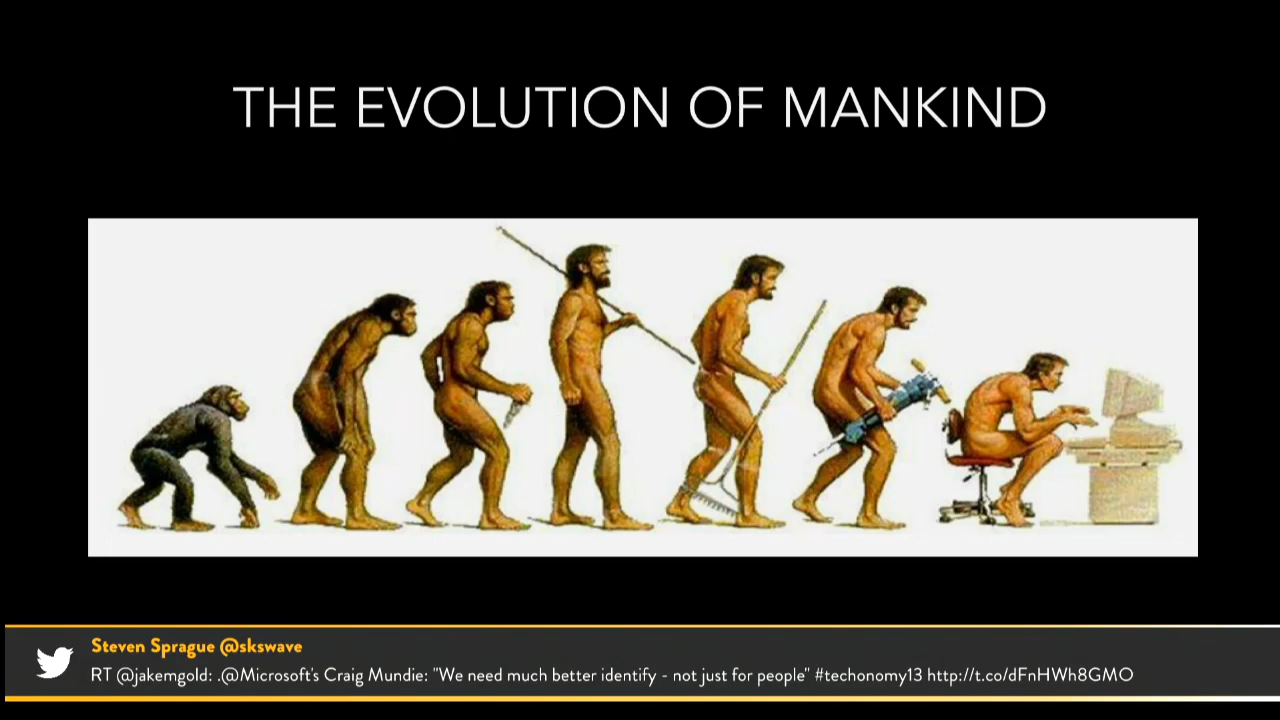 THE EVOLUTION OF MANKIND
Steven Sprague @skswave
RT @jakemgold: .@Microsoft's Craig Mundie: "We need much better identify - not just for people" #techonomy13 http://t.co/dFnHWh8GMO